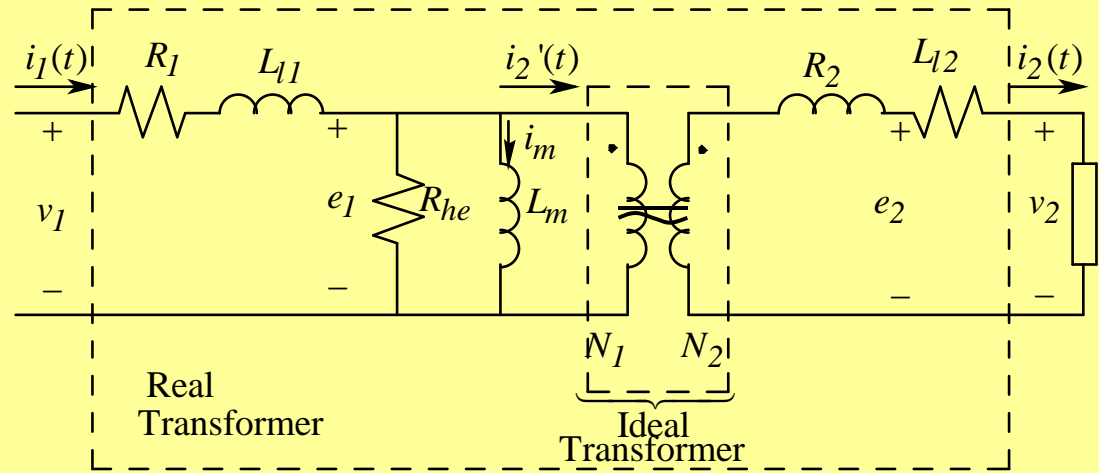 i1(t) R1 Ll1 i2'(t) R2 Ll2 i2(t)
+ + im + +
v1 e1 Rhe Lm e2 v2
− − − −
N1 N2
Real
Transformer
Ideal
Transformer